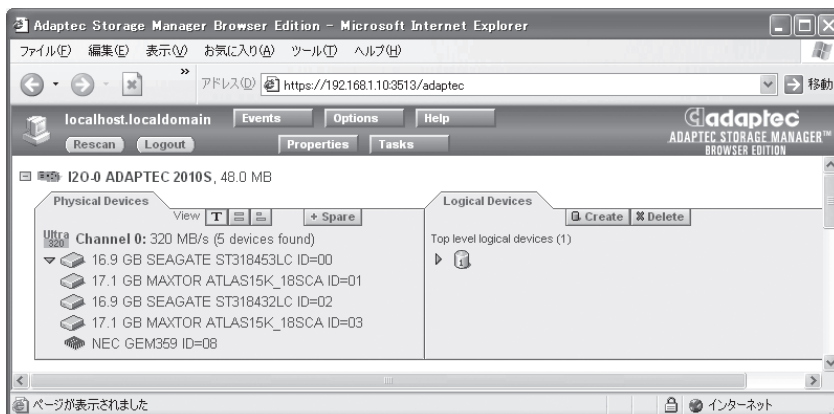 Adaptec Storage Manager Browser Edition - Microsoft Internet Explorer
ファイル(F) 編集(E) 表示(V) お気に入り(A) ツール(T) ヘルプ(H)
アドレス(D) https://192.168.1.10:3513/adaptec 移動
localhost.localdomain Events Options Help
Rescan Logout Properties Tasks
adaptec
ADAPTEC STORAGE MANAGER™
BROWSER EDITION
I2O-0 ADAPTEC 2010S, 48.0 MB
Physical Devices
View T + Spare
Ultra 320 Channel 0: 320 MB/s (5 devices found)
16.9 GB SEAGATE ST318453LC ID=00
17.1 GB MAXTOR ATLAS15K_18SCA ID=01
16.9 GB SEAGATE ST318432LC ID=02
17.1 GB MAXTOR ATLAS15K_18SCA ID=03
NEC GEM359 ID=08
Logical Devices
Create Delete
Top level logical devices (1)
1
ページが表示されました インターネット